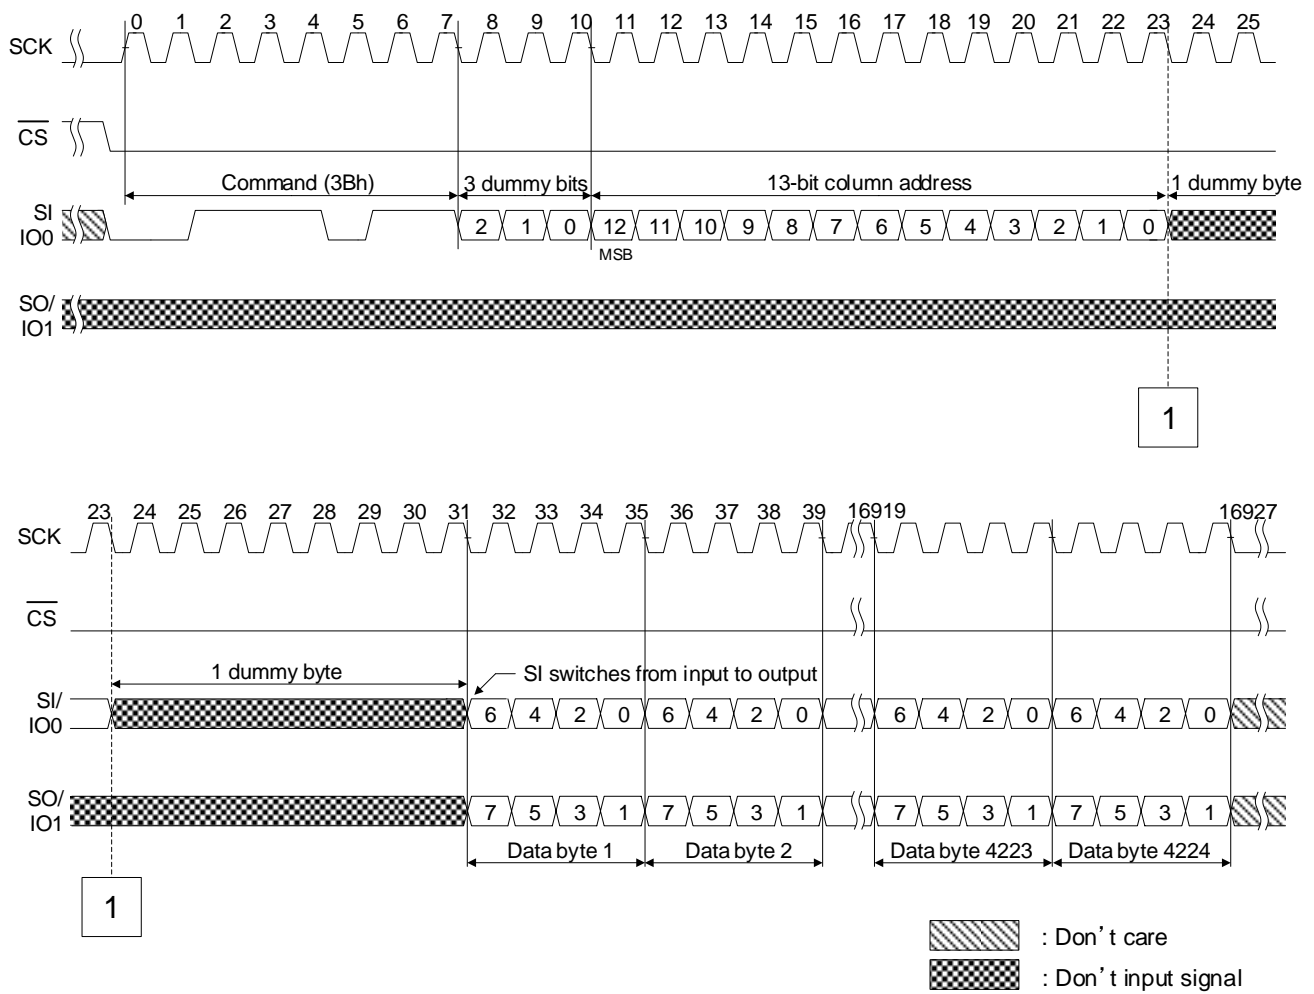 0 1 2 3 4 5 6 7 8 9 10 11 12 13 14 15 16 17 18 19 20 21 22 23 24 25
SCK
CS
Command (3Bh) 3 dummy bits 13-bit column address 1 dummy byte
SI
IO0
2 1 0 12 11 10 9 8 7 6 5 4 3 2 1 0
MSB
SO/
IO1
1
23 24 25 26 27 28 29 30 31 32 33 34 35 36 37 38 39 16919 16927
SCK
CS
1 dummy byte SI switches from input to output
SI/
IO0
6 4 2 0 6 4 2 0 6 4 2 0 6 4 2 0
SO/
IO1
7 5 3 1 7 5 3 1 7 5 3 1 7 5 3 1
Data byte 1 Data byte 2 Data byte 4223 Data byte 4224
1
: Don't care
: Don't input signal